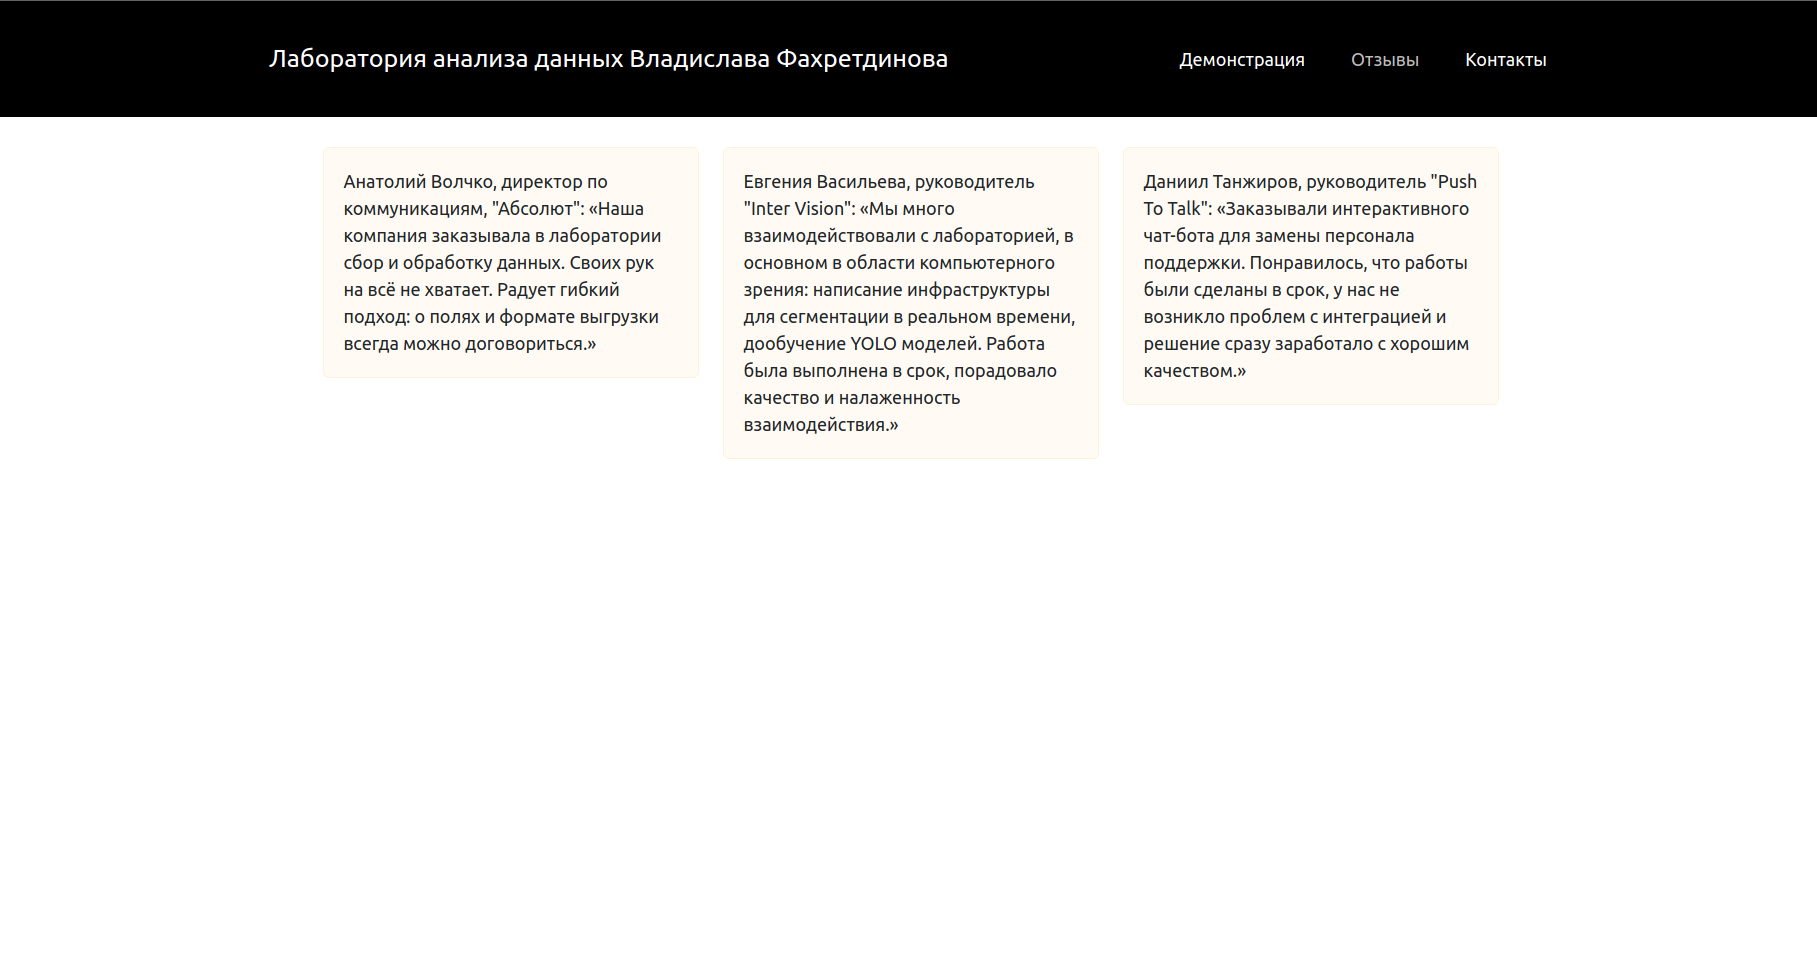 Лаборатория анализа данных Владислава Фахретдинова
Демонстрация
Отзывы
Контакты
Анатолий Волчко, директор по
коммуникациям, "Абсолют": «Наша
компания заказывала в лаборатории
сбор и обработку данных. Своих рук
на всё не хватает. Радует гибкий
подход: о полях и формате выгрузки
всегда можно договориться.»
Евгения Васильева, руководитель
"Inter Vision": «Мы много
взаимодействовали с лабораторией, в
основном в области компьютерного
зрения: написание инфраструктуры
для сегментации в реальном времени,
дообучение YOLO моделей. Работа
была выполнена в срок, порадовало
качество и налаженность
взаимодействия.»
Даниил Танжиров, руководитель "Push
To Talk": «Заказывали интерактивного
чат-бота для замены персонала
поддержки. Понравилось, что работы
были сделаны в срок, у нас не
возникло проблем с интеграцией и
решение сразу заработало с хорошим
качеством.»